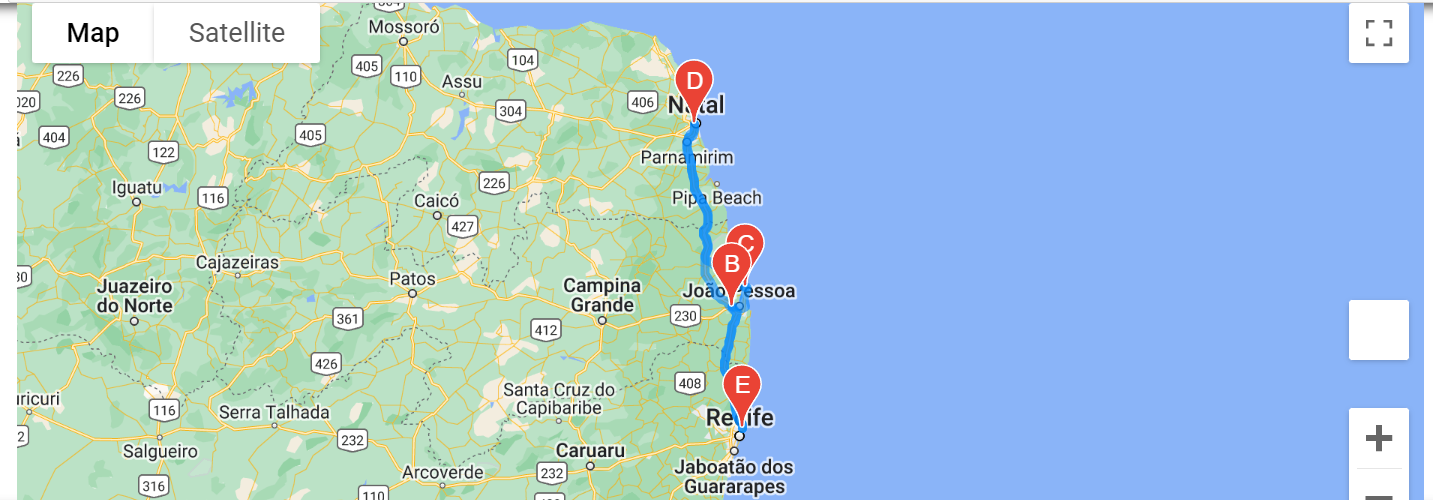 Map
Satellite
304
Mossoró
104
405
110
226
Assu
D
226
020
406
Natal
304
404
405
122
Parnamirim
226
Iguatu
116
Caicó
Pipa Beach
427
C
Cajazeiras
B
30
Patos
Juazeiro
do Norte
Campina
Grande
João Pessoa
361
230
412
426
E
408
Santa Cruz do
Capibaribe
uricuri
116
Serra Talhada
Recife
2
232
Salgueiro
Caruaru
Arcoverde
232
Jaboatão dos
Guararapes
316
110